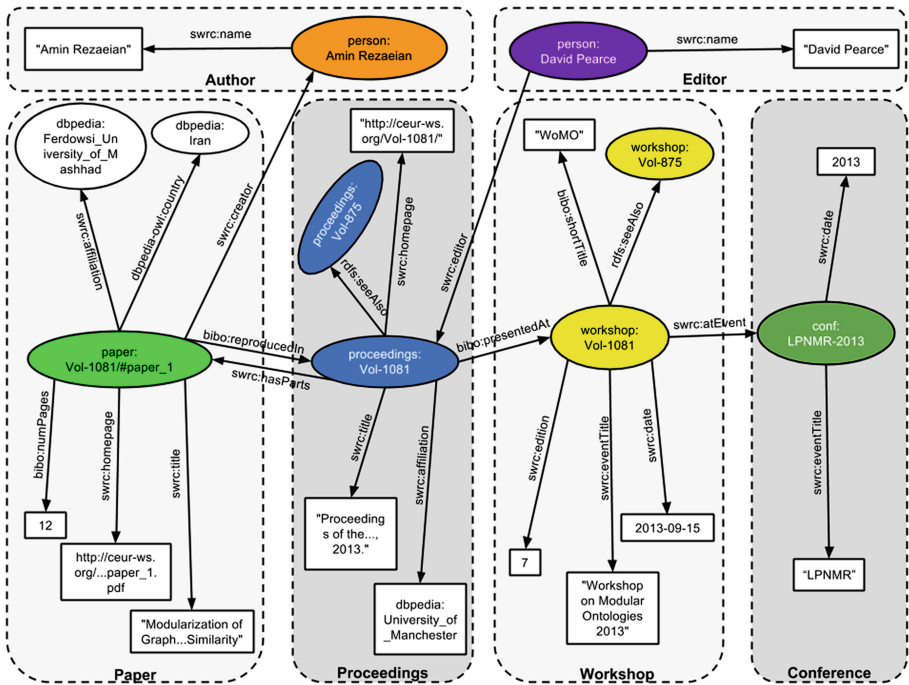 swrc:name
"Amin Rezaeian"
person:
Amin Rezaeian
Author
person:
David Pearce
swrc:name
"David Pearce"
Editor
dbpedia:
Ferdowsi_Un
iversity_of_M
ashhad
dbpedia:
Iran
swrc:affiliation
dbpedia-owl:country
swrc:creator
paper:
Vol-1081/#paper_1
bibo:reproducedIn
swrc:hasParts
bibo:numPages
swrc:homepage
swrc:title
12
http://ceur-ws.
org/...paper_1.
pdf
"Modularization of
Graph...Similarity"
Paper
"http://ceur-ws.
org/Vol-1081/"
proceedings:
Vol-875
rdfs:seeAlso
swrc:homepage
swrc:editor
proceedings:
Vol-1081
bibo:presentedAt
swrc:title
swrc:affiliation
"Proceeding
s of the...,
2013."
dbpedia:
University_of
_Manchester
Proceedings
"WoMO"
workshop:
Vol-875
bibo:shortTitle
rdfs:seeAlso
workshop:
Vol-1081
swrc:atEvent
swrc:edition
swrc:eventTitle
swrc:date
7
"Workshop
on Modular
Ontologies
2013"
2013-09-15
Workshop
2013
swrc:date
conf:
LPNMR-2013
swrc:eventTitle
“LPNMR”
Conference